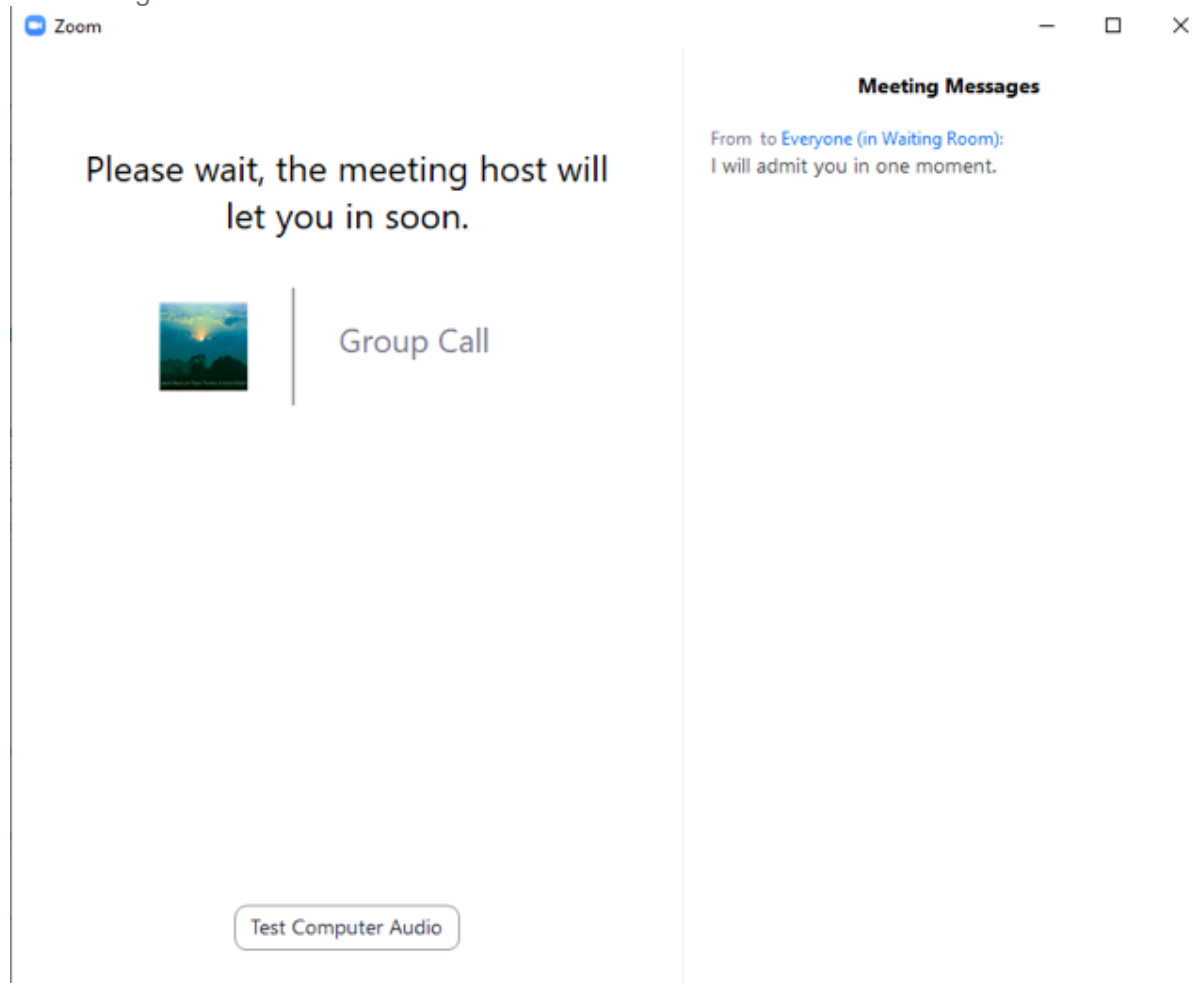 Zoom
Please wait, the meeting host will
let you in soon.
Group Call
Test Computer Audio
Meeting Messages
From to Everyone (in Waiting Room):
I will admit you in one moment.